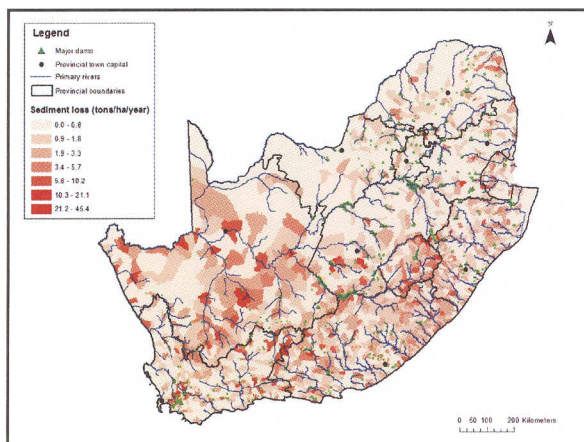 Legend
Major dams
Provincial town capital
Primary rivers
Provincial boundaries
Sediment loss (tons/ha/year)
0.0 - 0.8
0.9 - 1.8
1.9 - 3.3
3.4 - 5.7
5.8 - 10.2
10.3 - 21.1
21.2 - 45.4
N
0 50 100 200 Kilometers